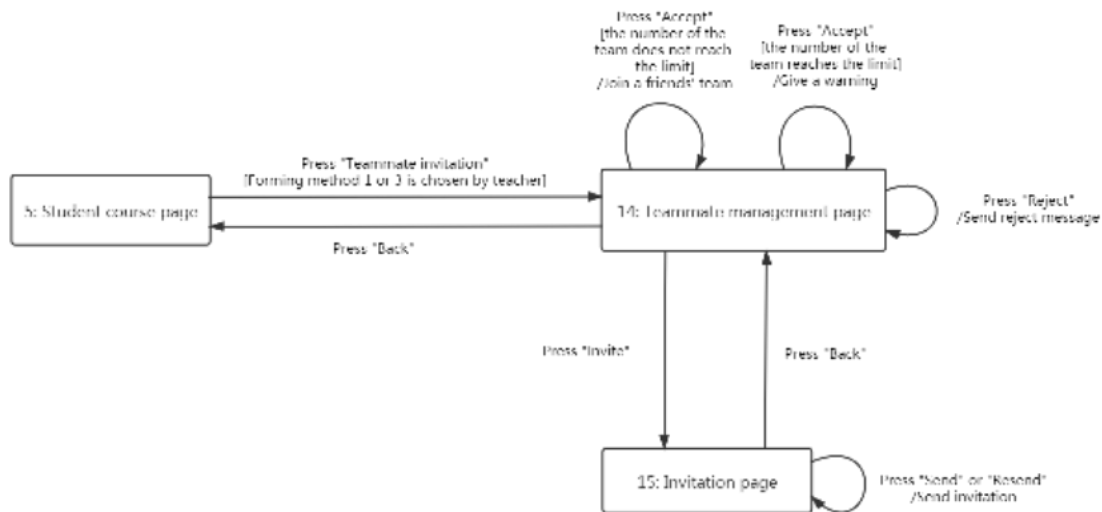 Press "Accept"
[the number of the
team does not reach
the limit]
/Join a friends' team
Press "Accept"
[the number of the
team reaches the limit]
/Give a warning
Press "Teammate invitation"
[Forming method 1 or 3 is chosen by teacher]
5: Student course page
14: Teammate management page
Press "Reject"
/Send reject message
Press "Back"
Press "Invite"
Press "Back"
15: Invitation page
Press "Send" or "Resend"
/Send invitation